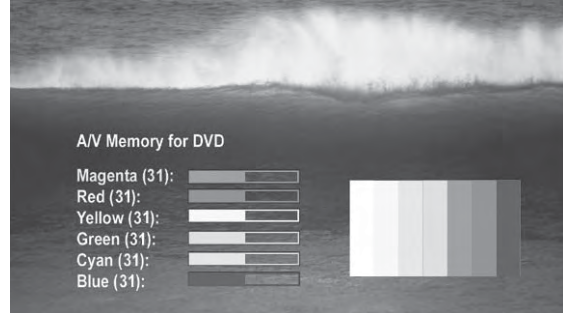 A/V Memory for DVD
Magenta (31):
Red (31):
Yellow (31):
Green (31):
Cyan (31):
Blue (31):